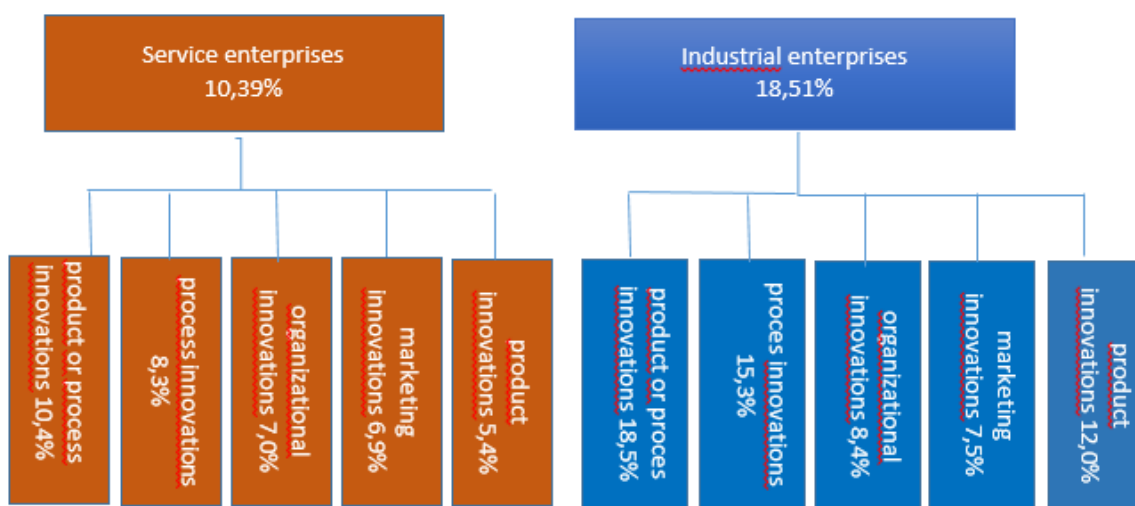 Service enterprises
10,39%
Industrial enterprises
18,51%
product or process
innovations 10,4%
process innovations
8,3%
organizational
innovations 7,0%
marketing
innovations 6,9%
product
innovations 5,4%
product or proces
innovations 18,5%
proces innovations
15,3%
organizational
innovations 8,4%
marketing
innovations 7,5%
product
innovations 12,0%